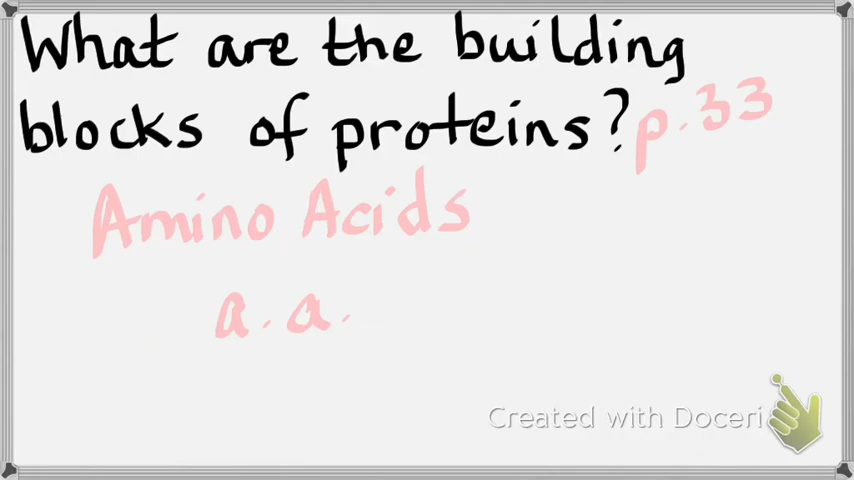 What are the building
blocks of proteins? p.33
Amino Acids
a.a.
Created with Doceri